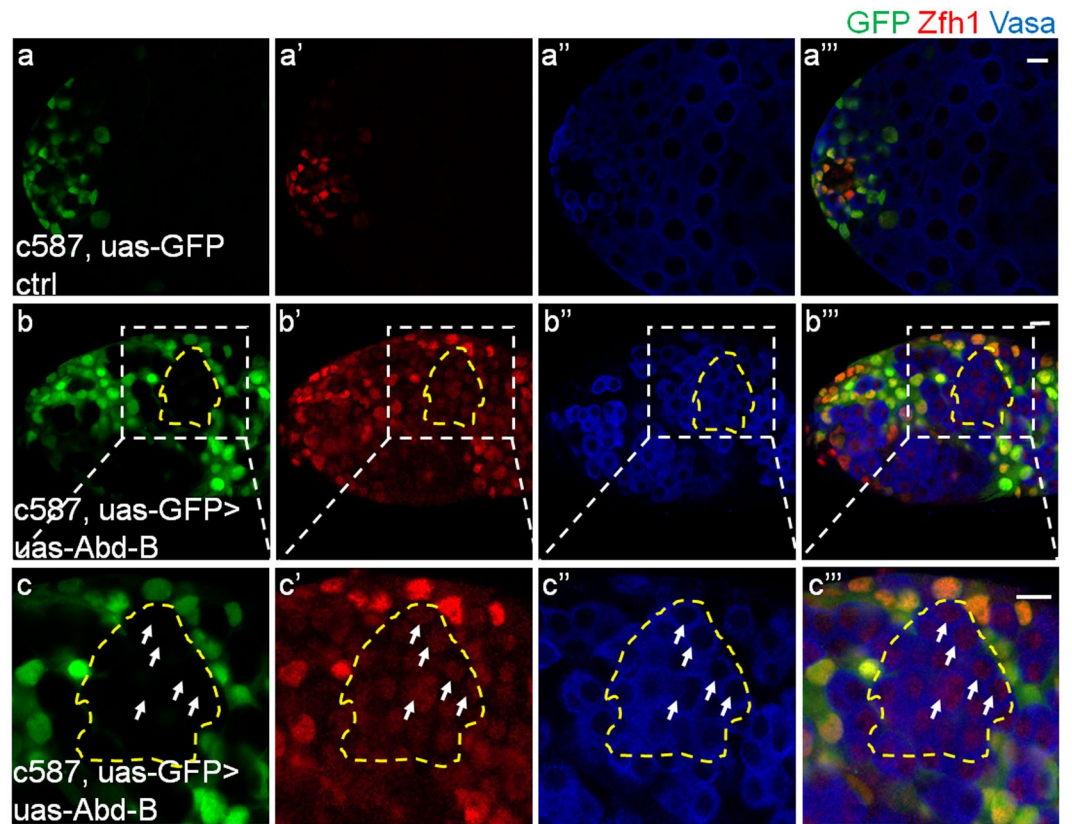 GFP Zfh1 Vasa
a a’ a’’ a’’’
c587, uas-GFP
ctrl
b b’ b’’ b’’’
c587, uas-GFP>
uas-Abd-B
c c’ c’’ c’’’
c587, uas-GFP>
uas-Abd-B